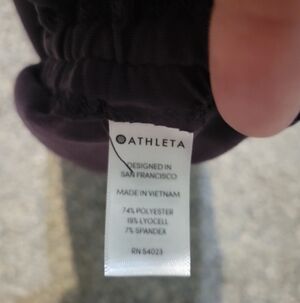 ATHLETA
DESIGNED IN
SAN FRANCISCO
MADE IN VIETNAM
74% POLYESTER
19% LYOCELL
7% SPANDEX
RN 54023